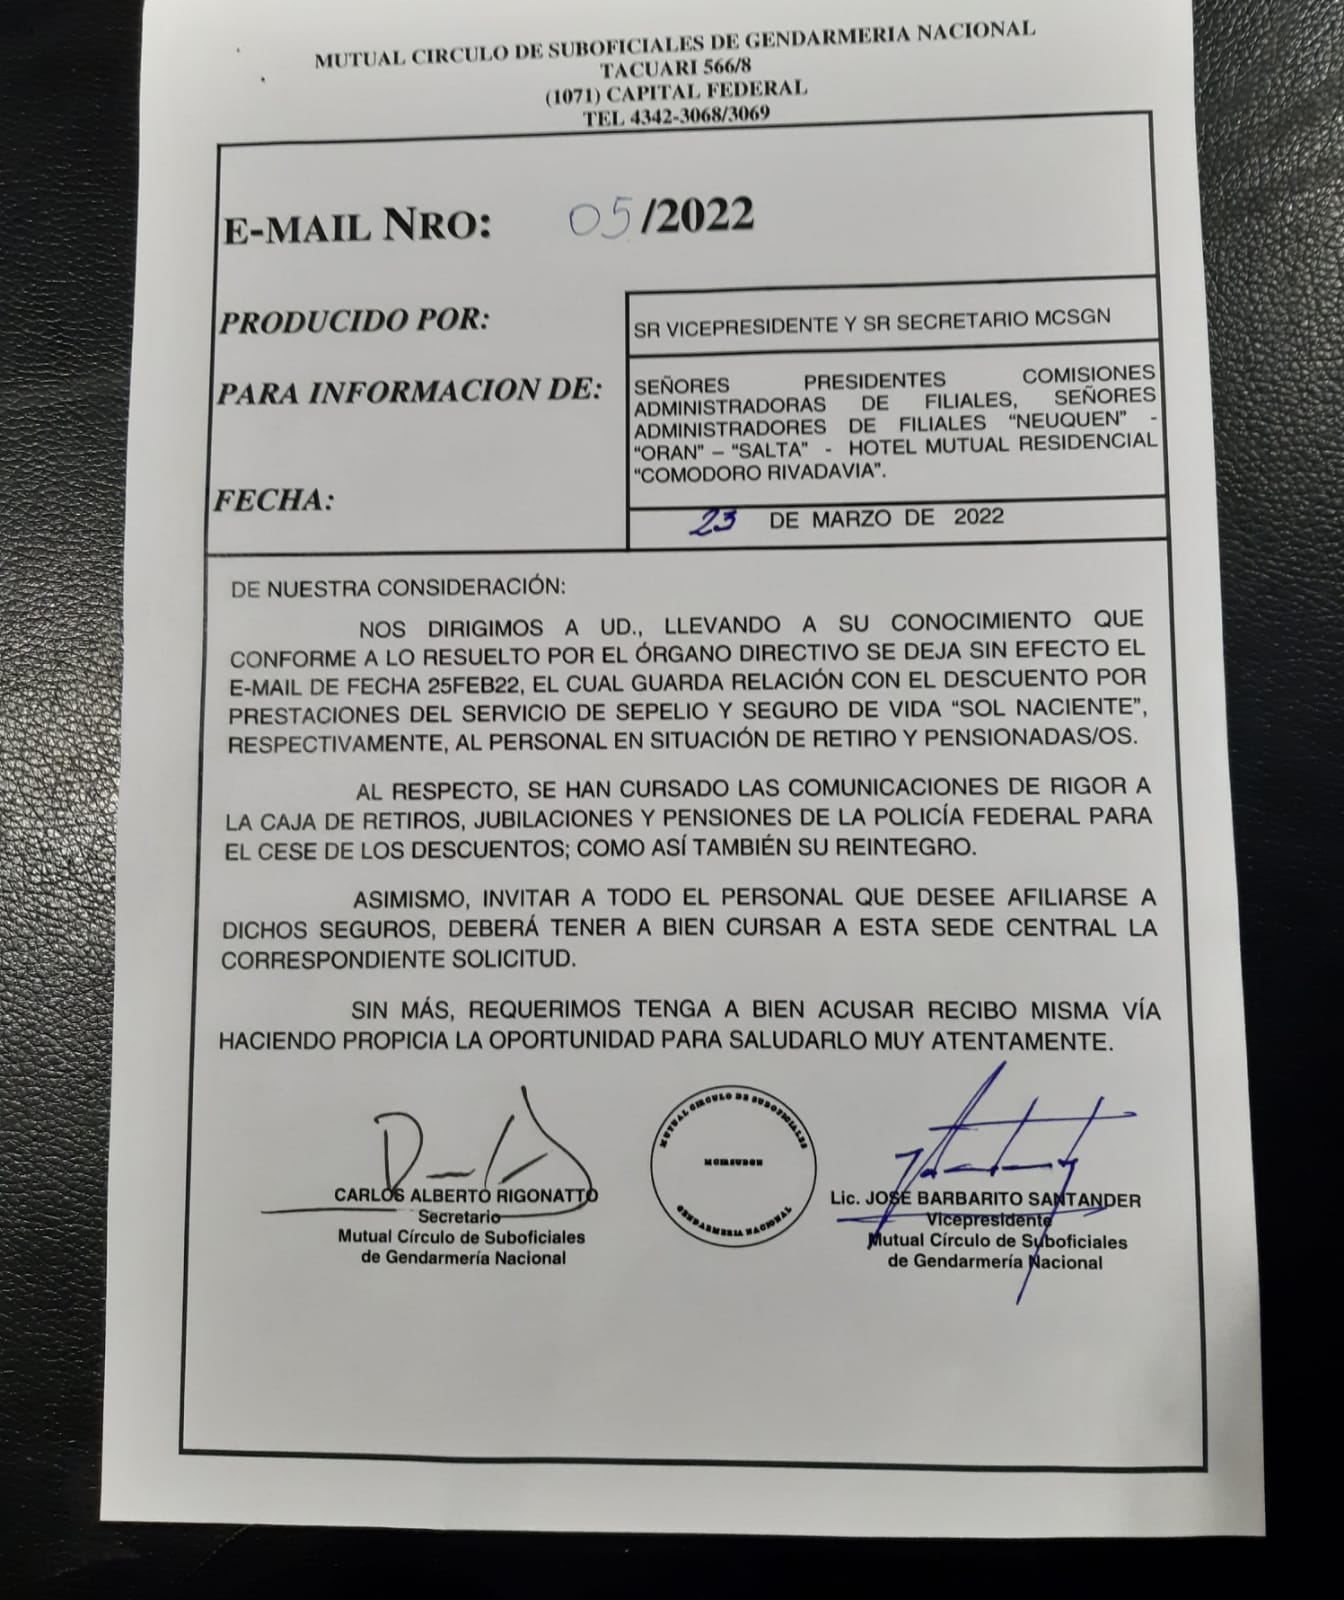 MUTUAL CIRCULO DE SUBOFICIALES DE GENDARMERIA NACIONAL
TACUARI 566/8
(1071) CAPITAL FEDERAL
TEL 4342-3068/3069
E-MAIL NRO: 05/2022
PRODUCIDO POR:
SR VICEPRESIDENTE Y SR SECRETARIO MCSGN
PARA INFORMACION DE:
SEÑORES PRESIDENTES COMISIONES
ADMINISTRADORAS DE FILIALES, SEÑORES
ADMINISTRADORES DE FILIALES “NEUQUEN” -
“ORAN” – “SALTA” - HOTEL MUTUAL RESIDENCIAL
“COMODORO RIVADAVIA”.
FECHA:
23 DE MARZO DE 2022
DE NUESTRA CONSIDERACIÓN:
NOS DIRIGIMOS A UD., LLEVANDO A SU CONOCIMIENTO QUE
CONFORME A LO RESUELTO POR EL ÓRGANO DIRECTIVO SE DEJA SIN EFECTO EL
E-MAIL DE FECHA 25FEB22, EL CUAL GUARDA RELACIÓN CON EL DESCUENTO POR
PRESTACIONES DEL SERVICIO DE SEPELIO Y SEGURO DE VIDA “SOL NACIENTE”,
RESPECTIVAMENTE, AL PERSONAL EN SITUACIÓN DE RETIRO Y PENSIONADAS/OS.
AL RESPECTO, SE HAN CURSADO LAS COMUNICACIONES DE RIGOR A
LA CAJA DE RETIROS, JUBILACIONES Y PENSIONES DE LA POLICÍA FEDERAL PARA
EL CESE DE LOS DESCUENTOS; COMO ASÍ TAMBIÉN SU REINTEGRO.
ASIMISMO, INVITAR A TODO EL PERSONAL QUE DESEE AFILIARSE A
DICHOS SEGUROS, DEBERÁ TENER A BIEN CURSAR A ESTA SEDE CENTRAL LA
CORRESPONDIENTE SOLICITUD.
SIN MÁS, REQUERIMOS TENGA A BIEN ACUSAR RECIBO MISMA VÍA
HACIENDO PROPICIA LA OPORTUNIDAD PARA SALUDARLO MUY ATENTAMENTE.
CARLOS ALBERTO RIGONATTO
Secretario
Mutual Círculo de Suboficiales
de Gendarmería Nacional
MUTUAL CIRCULO DE SUBOFICIALES
GENDARMERIA NACIONAL
Lic. JOSÉ BARBARITO SANTANDER
Vicepresidente
Mutual Círculo de Suboficiales
de Gendarmería Nacional